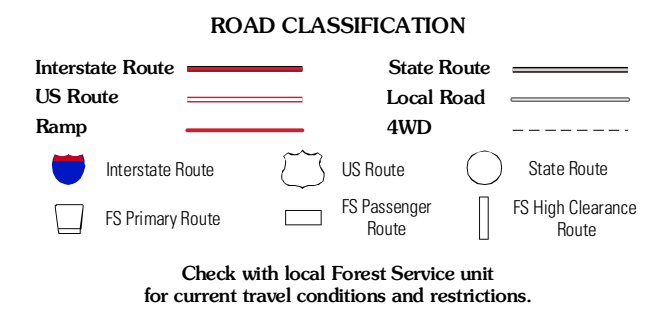 ROAD CLASSIFICATION
Interstate Route
State Route
US Route
Local Road
Ramp
4WD
Interstate Route
US Route
State Route
FS Primary Route
FS Passenger
Route
FS High Clearance
Route
Check with local Forest Service unit
for current travel conditions and restrictions.